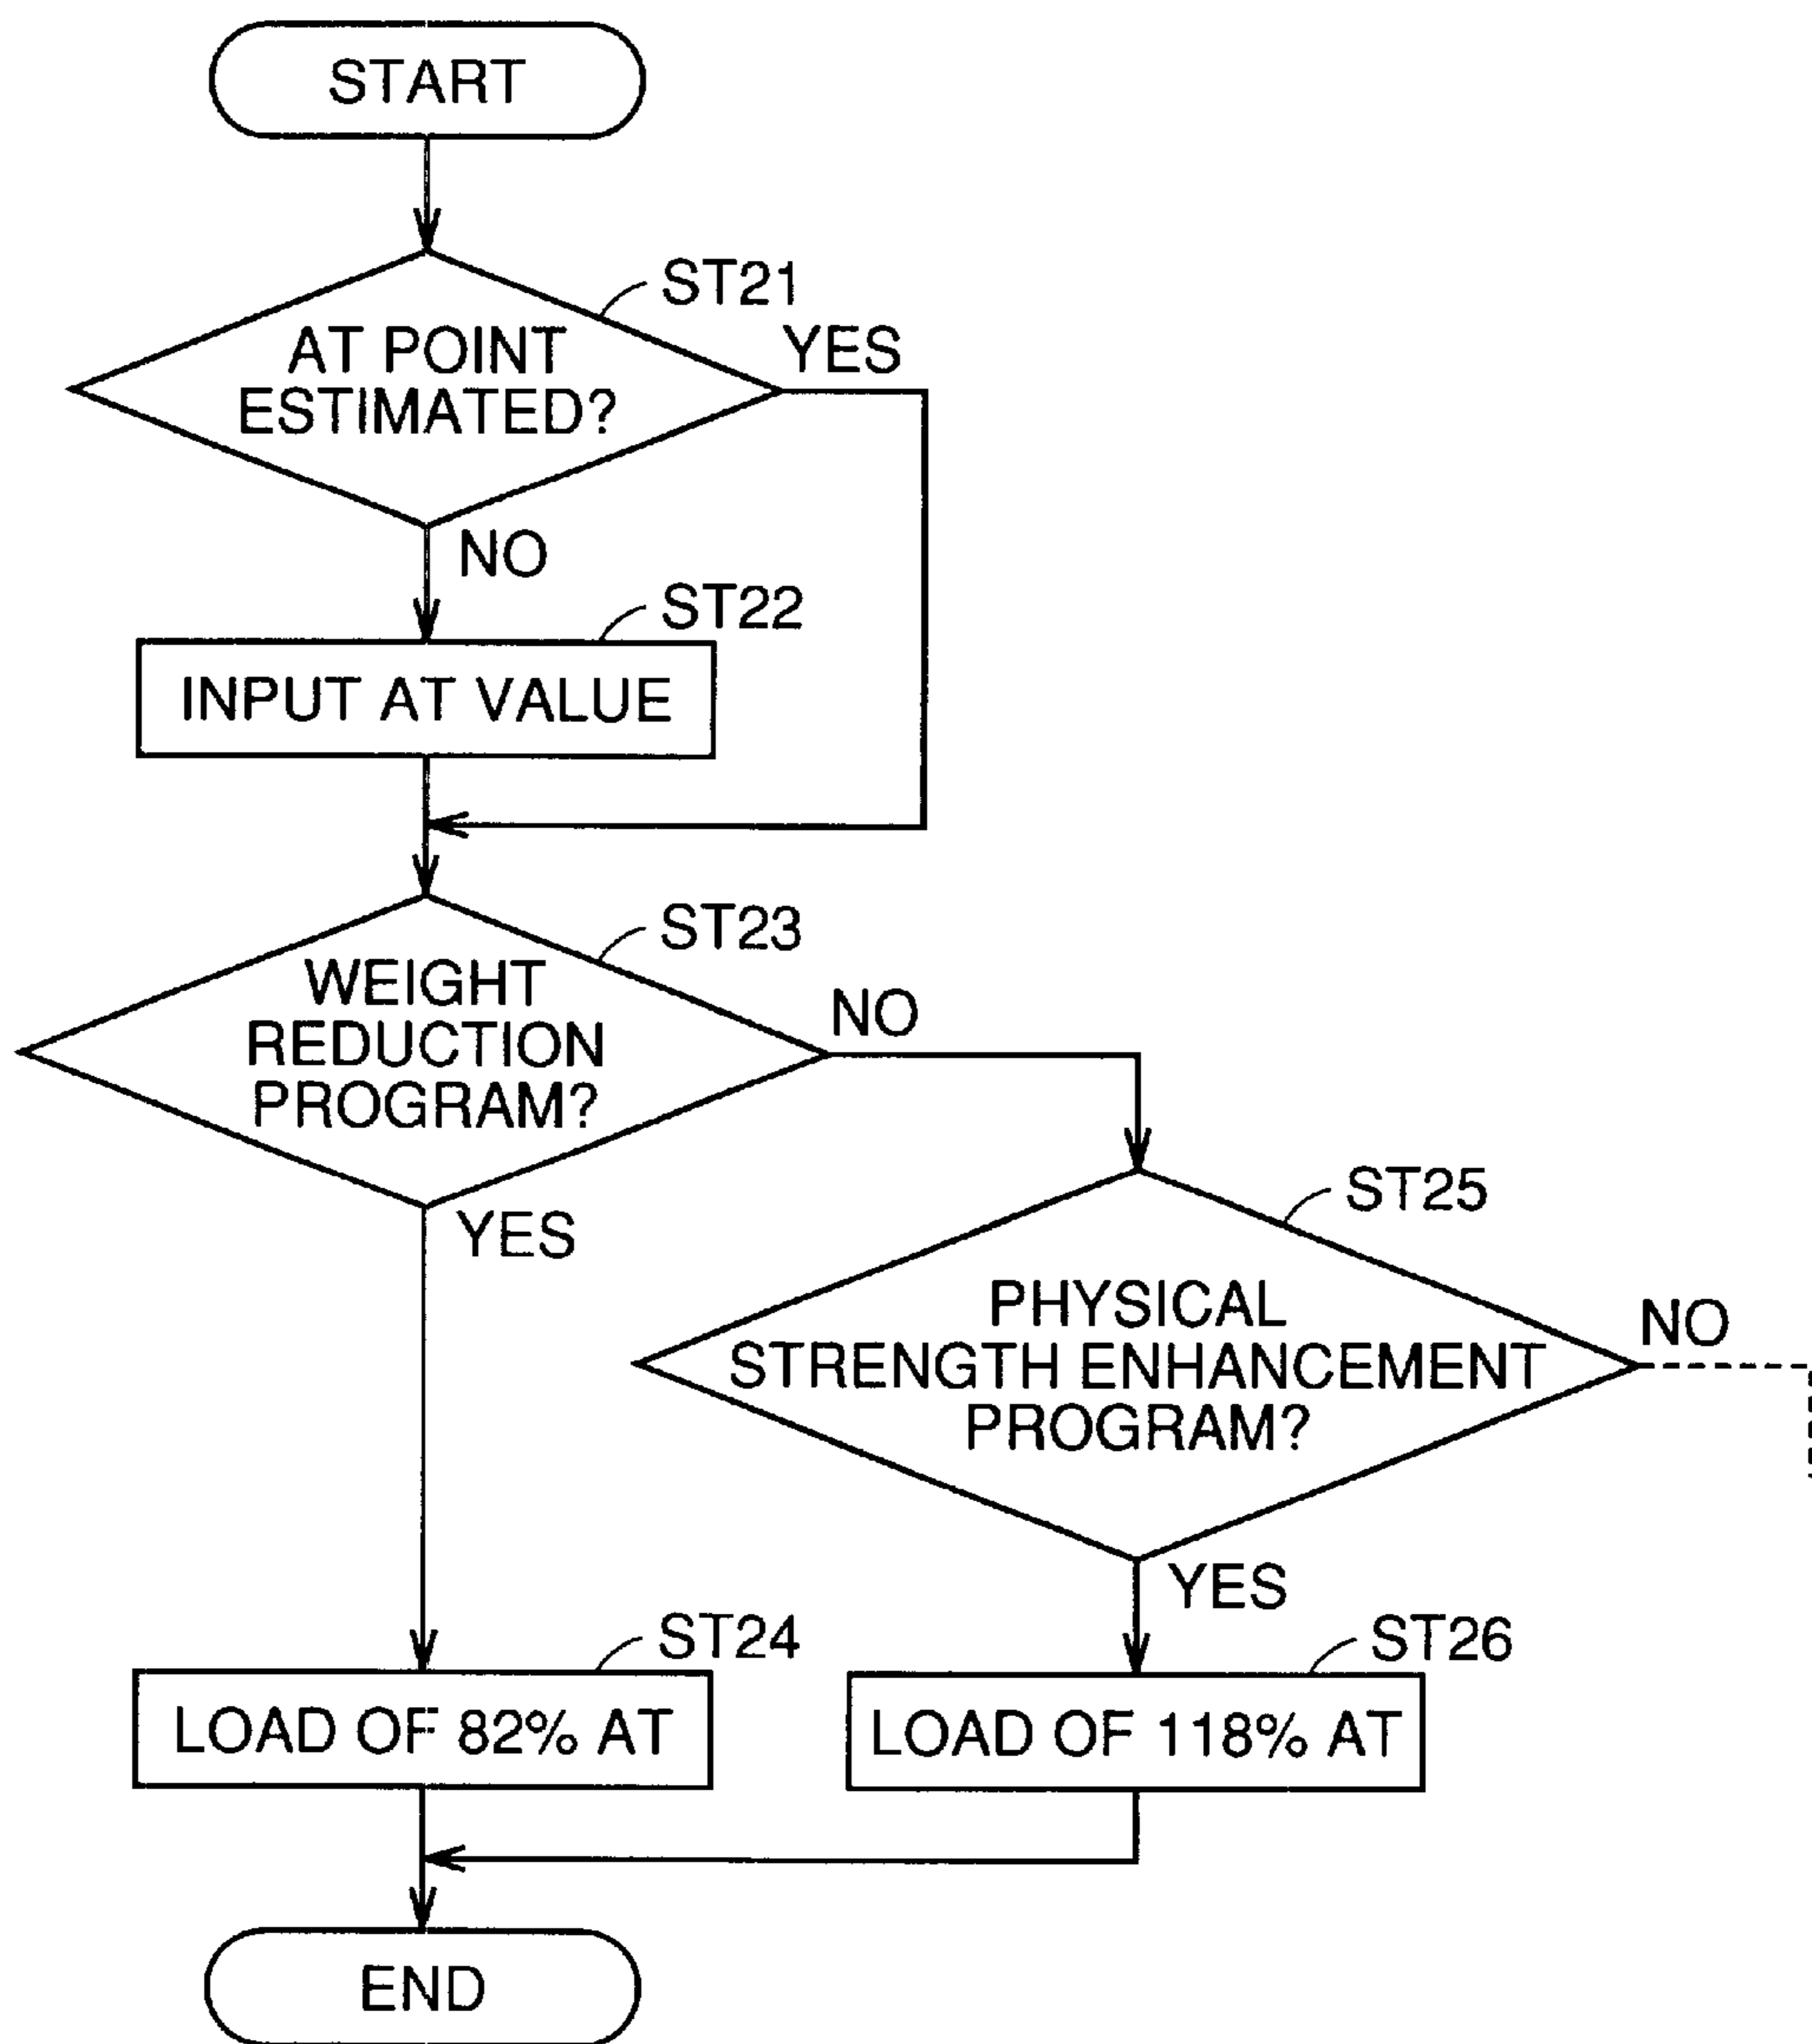 START
ST21
AT POINT
ESTIMATED?
YES
NO
ST22
INPUT AT VALUE
ST23
WEIGHT
REDUCTION
PROGRAM?
NO
YES
ST25
PHYSICAL
STRENGTH ENHANCEMENT
PROGRAM?
NO
YES
ST24
LOAD OF 82% AT
ST26
LOAD OF 118% AT
END